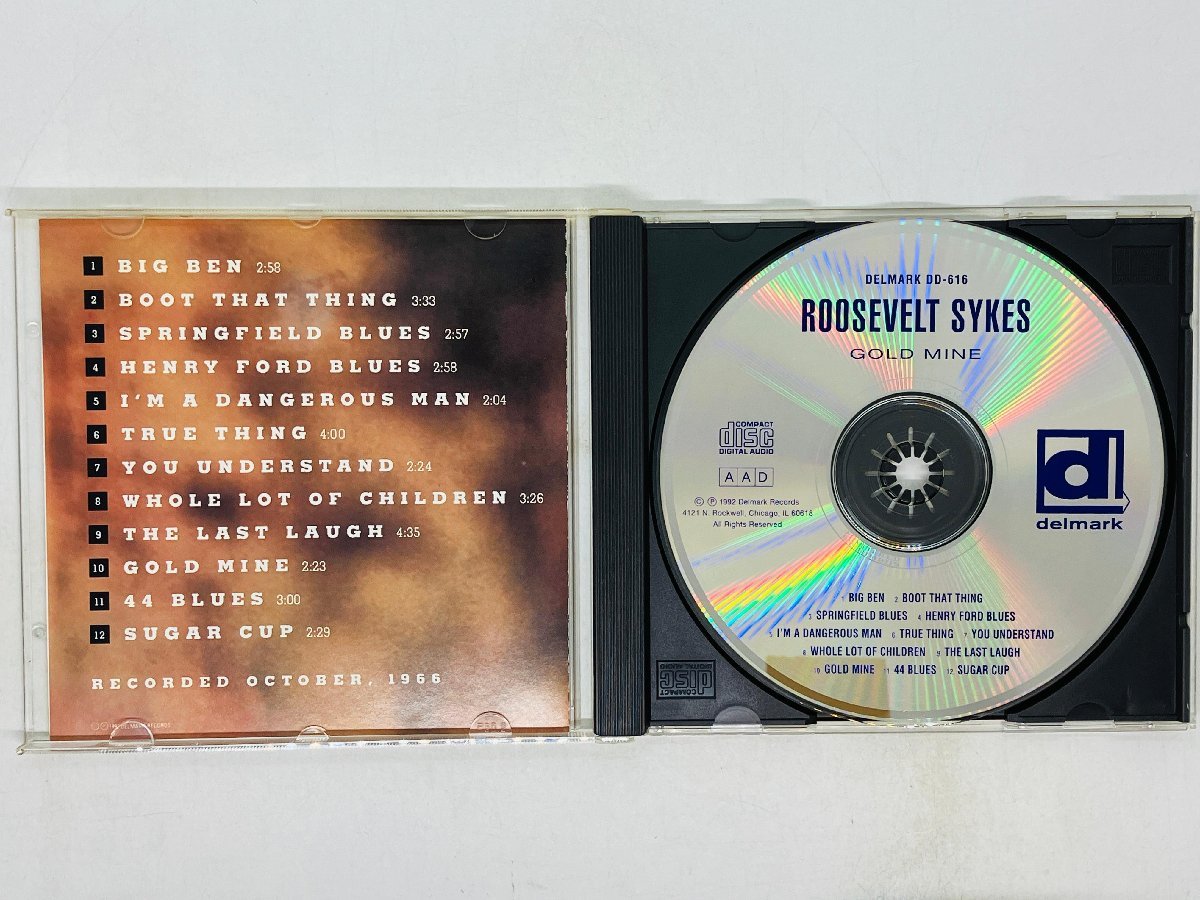 1 BIG BEN 2:58
2 BOOT THAT THING 3:33
3 SPRINGFIELD BLUES 2:57
4 HENRY FORD BLUES 2:58
5 I'M A DANGEROUS MAN 2:04
6 TRUE THING 4:00
7 YOU UNDERSTAND 2:24
8 WHOLE LOT OF CHILDREN 3:26
9 THE LAST LAUGH 4:35
10 GOLD MINE 2:23
11 44 BLUES 3:00
12 SUGAR CUP 2:29
RECORDED OCTOBER, 1966
DELMARK DD-616
ROOSEVELT SYKES
GOLD MINE
COMPACT
disc
DIGITAL AUDIO
A A D
© ℗ 1992 Delmark Records
4121 N. Rockwell, Chicago, IL 60618
All Rights Reserved
dl
delmark
1 BIG BEN 2 BOOT THAT THING
3 SPRINGFIELD BLUES 4 HENRY FORD BLUES
5 I'M A DANGEROUS MAN 6 TRUE THING 7 YOU UNDERSTAND
8 WHOLE LOT OF CHILDREN 9 THE LAST LAUGH
10 GOLD MINE 11 44 BLUES 12 SUGAR CUP
COMPACT
disc
DIGITAL AUDIO